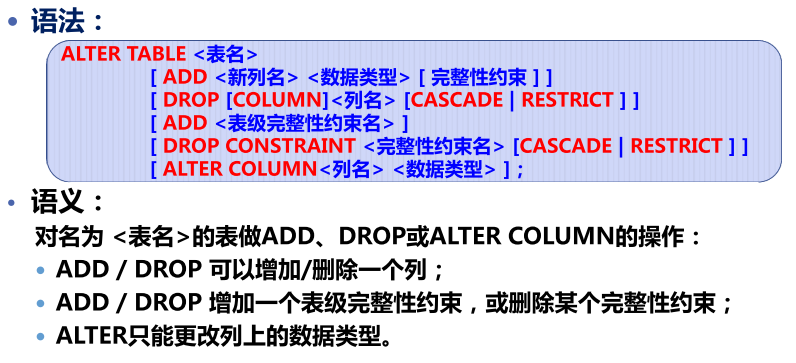 • 语法：
ALTER TABLE <表名>
[ ADD <新列名> <数据类型> [ 完整性约束 ] ]
[ DROP [COLUMN]<列名> [CASCADE | RESTRICT ] ]
[ ADD <表级完整性约束名> ]
[ DROP CONSTRAINT <完整性约束名> [CASCADE | RESTRICT ] ]
[ ALTER COLUMN<列名> <数据类型> ]；
• 语义：
对名为 <表名>的表做ADD、DROP或ALTER COLUMN的操作：
• ADD / DROP 可以增加/删除一个列；
• ADD / DROP 增加一个表级完整性约束，或删除某个完整性约束；
• ALTER只能更改列上的数据类型。